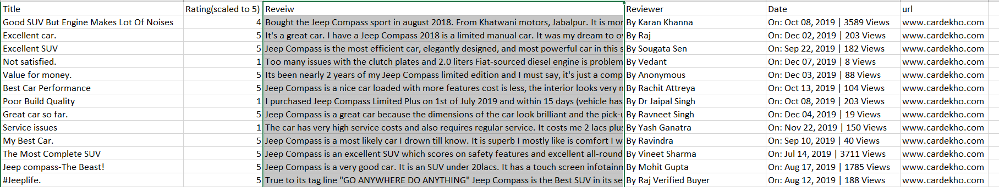 Title Rating(scaled to 5) Reveiw Reviewer Date url
Good SUV But Engine Makes Lot Of Noises 4 Bought the Jeep Compass sport in august 2018. From Khatwani motors, Jabalpur. It is mor By Karan Khanna On: Oct 08, 2019 | 3589 Views www.cardekho.com
Excellent car. 5 It's a great car. I have a Jeep Compass 2018 is a limited manual car. It was my dream to ov By Raj On: Dec 02, 2019 | 203 Views www.cardekho.com
Excellent SUV 5 Jeep Compass is the most efficient car, elegantly designed, and most powerful car in this s By Sougata Sen On: Sep 22, 2019 | 182 Views www.cardekho.com
Not satisfied. 1 Too many issues with the clutch plates and 2.0 liters Fiat-sourced diesel engine is problem By Vedant On: Dec 07, 2019 | 8 Views www.cardekho.com
Value for money. 5 Its been nearly 2 years of my Jeep Compass limited edition and I must say, it's just a comp By Anonymous On: Dec 03, 2019 | 88 Views www.cardekho.com
Best Car Performance 5 Jeep Compass is a nice car loaded with more features cost is less, the interior looks very n By Rachit Attreya On: Oct 13, 2019 | 104 Views www.cardekho.com
Poor Build Quality 1 I purchased Jeep Compass Limited Plus on 1st of July 2019 and within 15 days (vehicle has By Dr Jaipal Singh On: Oct 08, 2019 | 203 Views www.cardekho.com
Great car so far. 5 Jeep Compass is a great car because the dimensions of the car look brilliant and the pick-u By Ravneet Singh On: Dec 04, 2019 | 19 Views www.cardekho.com
Service issues 1 The car has very high service costs and also requires regular service. It costs me 2 lacs plus By Yash Ganatra On: Nov 22, 2019 | 150 Views www.cardekho.com
My Best Car. 5 Jeep Compass is a most likely car I drown till know. It is superb I mostly like is comfort I w By Ravindra On: Sep 10, 2019 | 40 Views www.cardekho.com
The Most Complete SUV 5 Jeep Compass is an excellent SUV which scores on safety features and excellent all-round By Vineet Sharma On: Jul 14, 2019 | 3711 Views www.cardekho.com
Jeep compass-The Beast! 5 Jeep Compass is a very good car. It is an SUV under 20lacs. It has a touch screen infotainm By Mohit Gupta On: Aug 17, 2019 | 1785 Views www.cardekho.com
#Jeeplife. 5 True to its tag line "GO ANYWHERE DO ANYTHING" Jeep Compass is the Best SUV in its se By Raj Verified Buyer On: Aug 12, 2019 | 188 Views www.cardekho.com